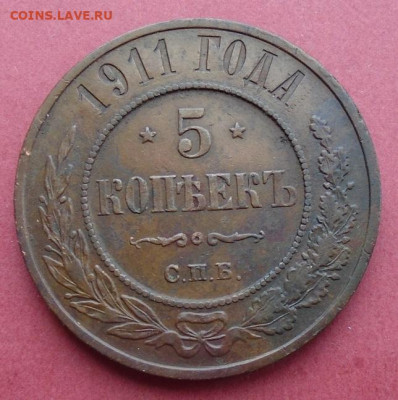 COINS.LAVE.RU
1911 ГОДА
5
КОПѢЕКЪ
С.П.Б.